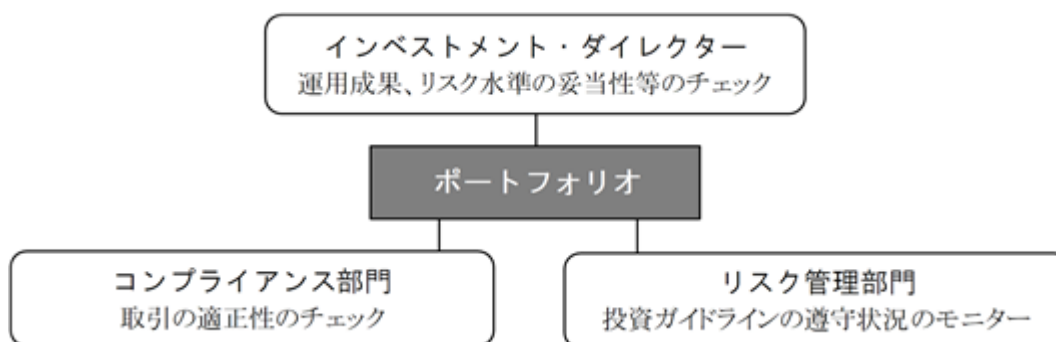 インベストメント・ダイレクター
運用成果、リスク水準の妥当性等のチェック
ポートフォリオ
コンプライアンス部門
取引の適正性のチェック
リスク管理部門
投資ガイドラインの遵守状況のモニター